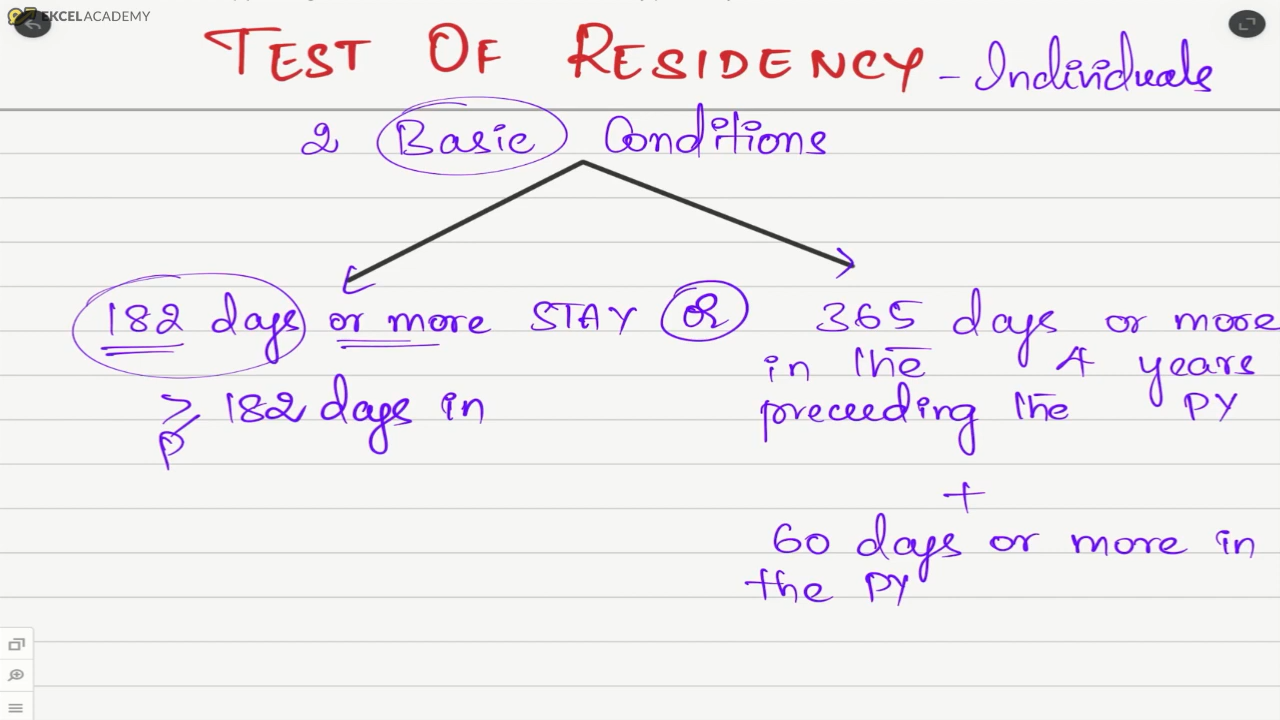 EKCELACADEMY
TEST OF RESIDENCY - Individuals
2 Basic Conditions
182 days or more STAY
≥ 182 days in
P
OR
365 days or more
in the 4 years
preceeding the PY
+
60 days or more in
the PY